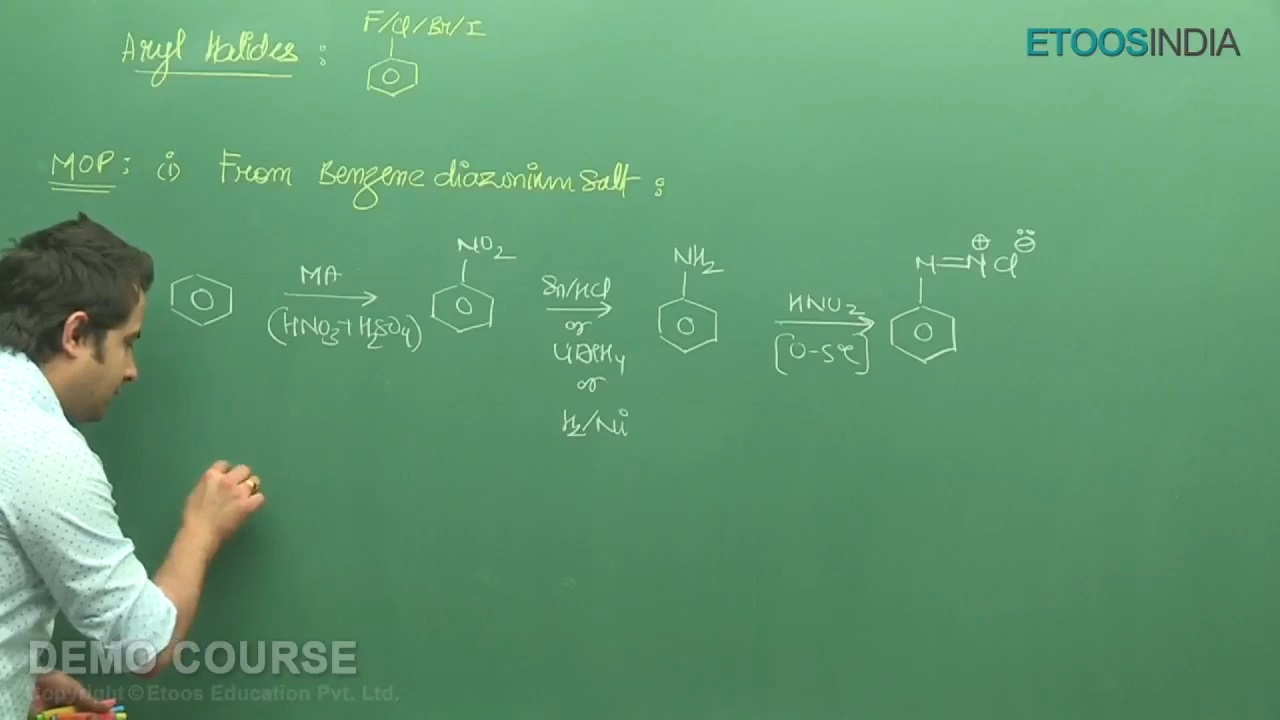 ETOOSINDIA
F/Cl/Br/I
Aryl Halides :
MOP : (i) From Benzene diazonium Salt :
NO2
NH2
N=N⊕ Cl⊖
MA
(HNO3+H2SO4)
Sn/HCl
or
or
H2/Ni
HNO2
[0-5°C]
DEMO COURSE
Copyright © Etoos Education Pvt. Ltd.